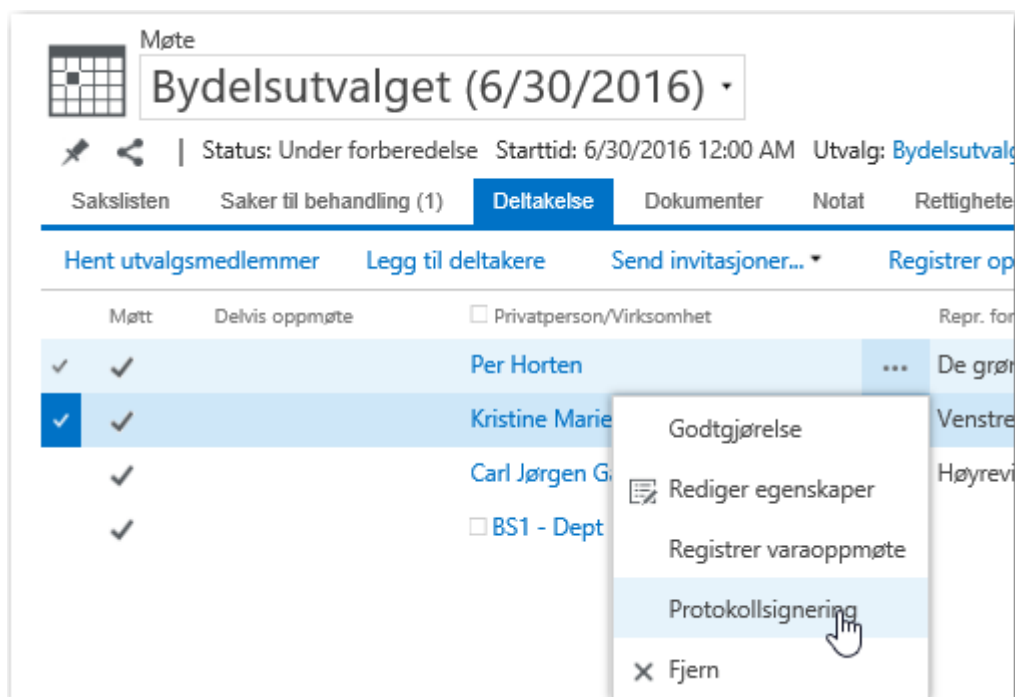 Møte
Bydelsutvalget (6/30/2016)
Status: Under forberedelse Starttid: 6/30/2016 12:00 AM Utvalg: Bydelsutvalg
Sakslisten Saker til behandling (1) Deltakelse Dokumenter Notat Rettighete
Hent utvalgsmedlemmer Legg til deltakere Send invitasjoner... Registrer op
Møtt Delvis oppmøte Privatperson/Virksomhet Repr. for
Per Horten ... De grør
Kristine Marie Venstre
Carl Jørgen G Høyrevi
BS1 - Dept
Godtgjørelse
Rediger egenskaper
Registrer varaoppmøte
Protokollsignering
Fjern